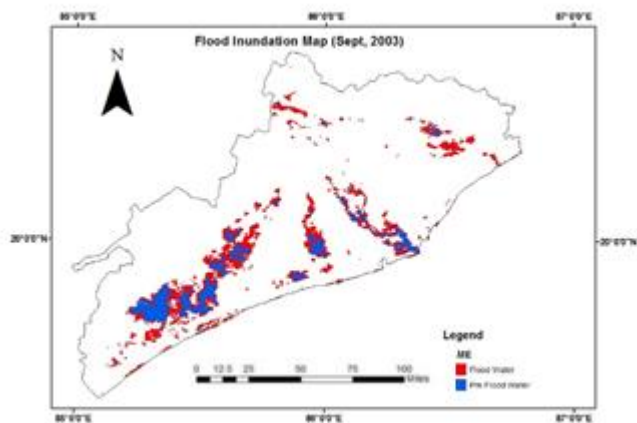 85°0'0"E 86°0'0"E 87°0'0"E
Flood Inundation Map (Sept, 2003)
N
20°0'0"N 20°0'0"N
Legend
Flood Water
Pre Flood Water
0 12.5 25 50 75 100
Miles
85°0'0"E 86°0'0"E 87°0'0"E